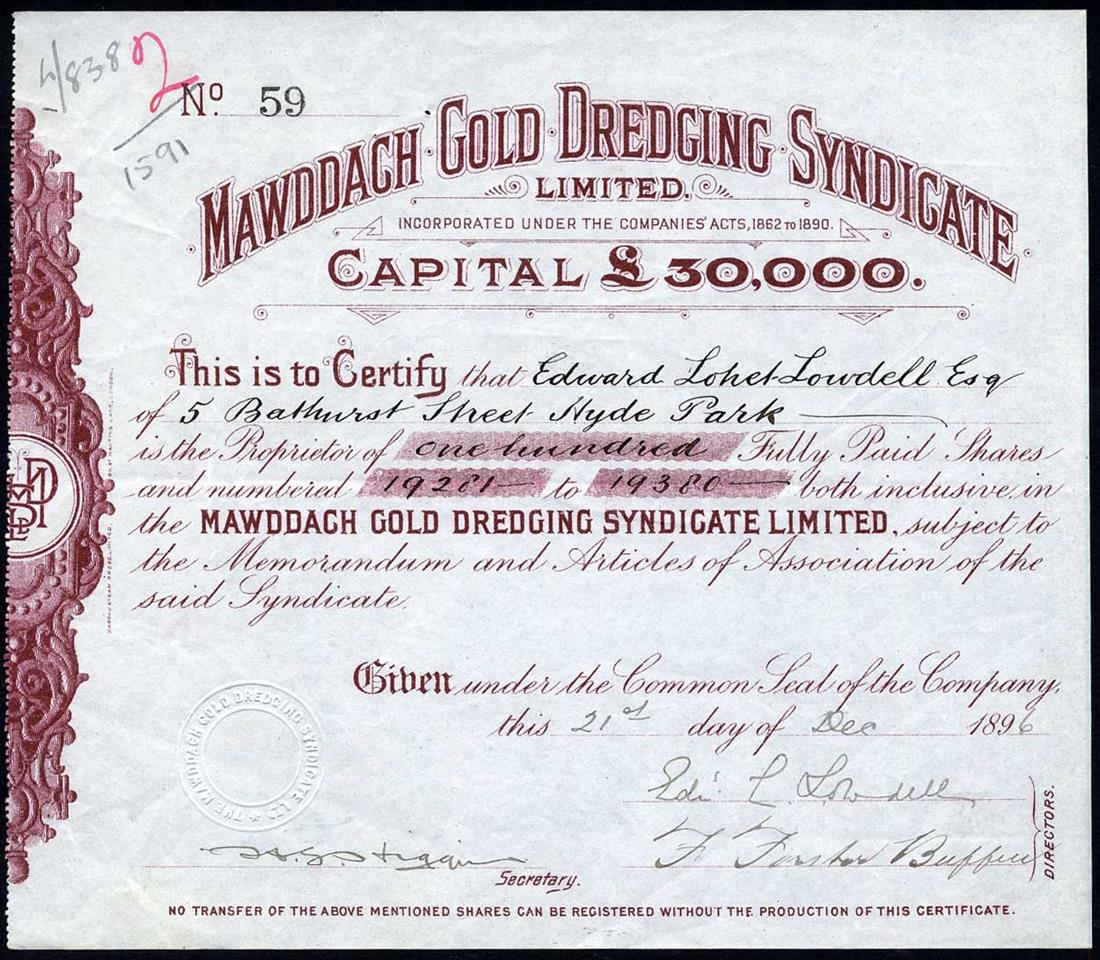 4/838
2
No. 59
1591
MAWDDACH · GOLD · DREDGING · SYNDICATE
LIMITED.
INCORPORATED UNDER THE COMPANIES' ACTS, 1862 TO 1890.
CAPITAL £30,000.
This is to Certify that Edward Lohet Lowdell Esq
of 5 Bathurst Street Hyde Park
is the Proprietor of one hundred Fully Paid Shares
and numbered 19281 to 19380 both inclusive, in
the MAWDDACH GOLD DREDGING SYNDICATE LIMITED, subject to
the Memorandum and Articles of Association of the
said Syndicate.
Given under the Common Seal of the Company,
this 21st day of Dec 1896
THE MAWDDACH GOLD DREDGING SYNDICATE LTD
Edw. L. Lowdell
F Forster Buffen
DIRECTORS.
Secretary.
NO TRANSFER OF THE ABOVE MENTIONED SHARES CAN BE REGISTERED WITHOUT THE PRODUCTION OF THIS CERTIFICATE.